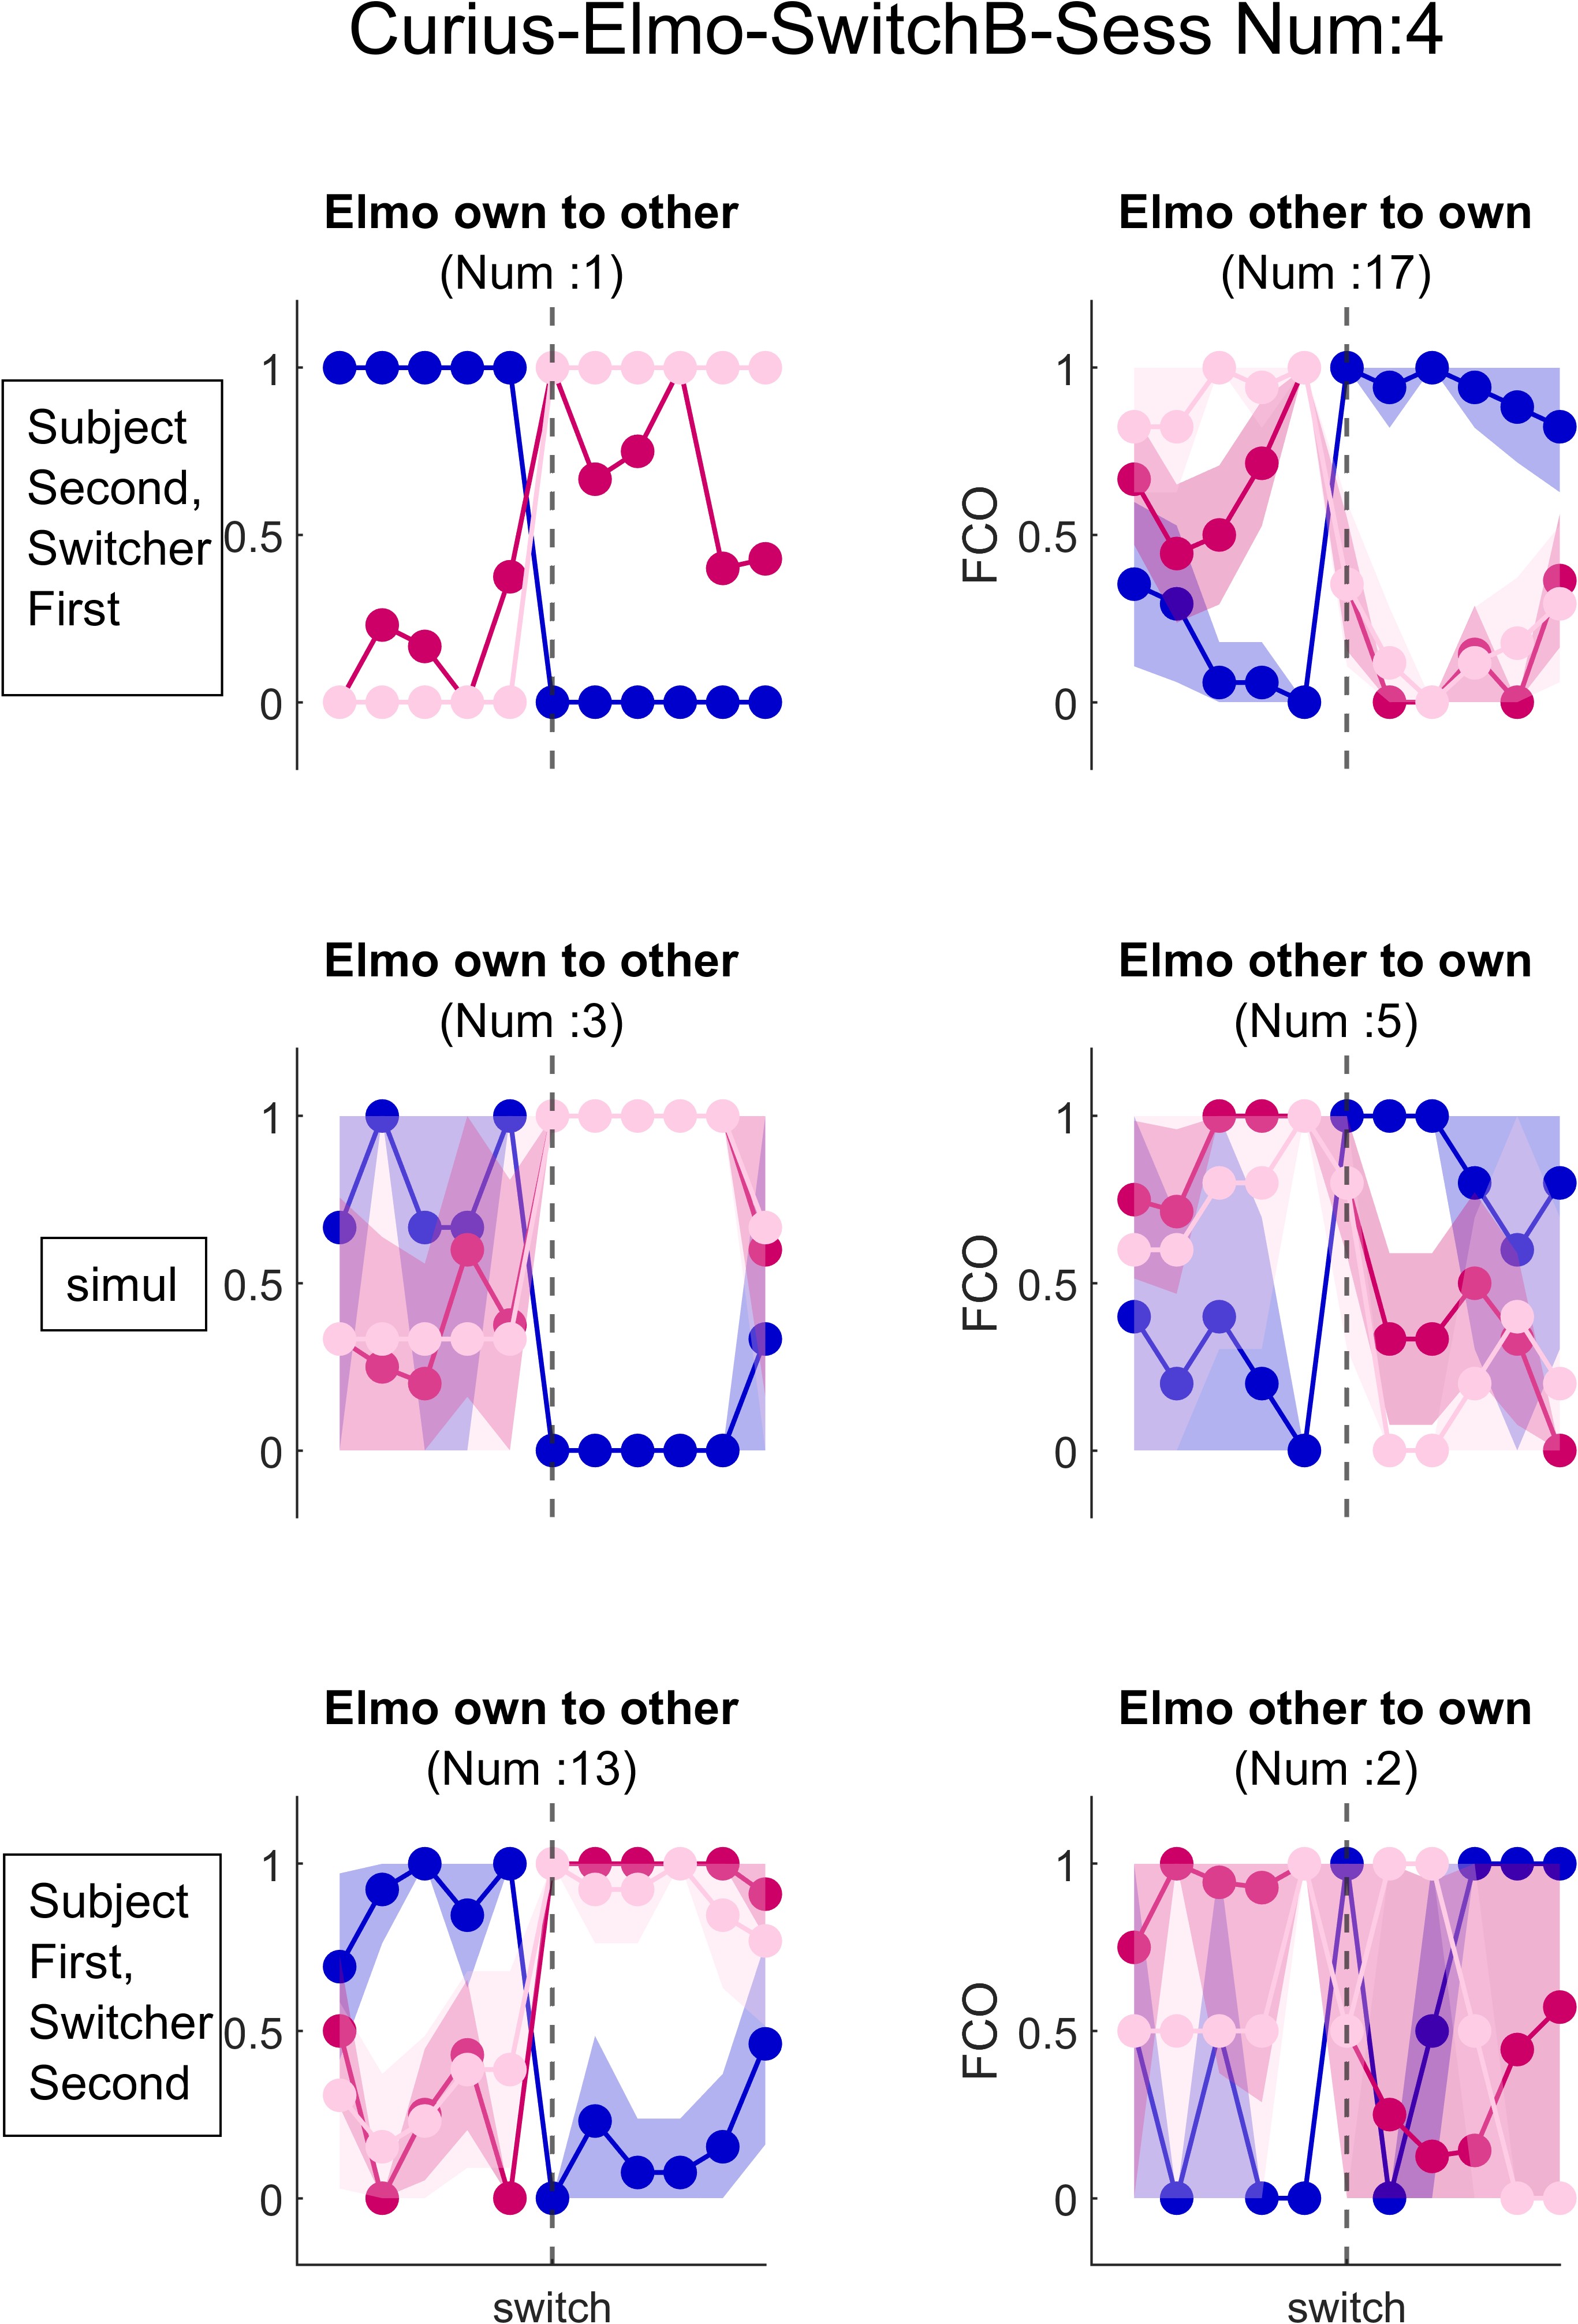 Curius-Elmo-SwitchB-Sess Num:4
Elmo own to other
(Num :1)
Elmo other to own
(Num :17)
Subject
Second,
Switcher
First
1
0.5
0
FCO
1
0.5
0
Elmo own to other
(Num :3)
Elmo other to own
(Num :5)
simul
1
0.5
0
FCO
1
0.5
0
Elmo own to other
(Num :13)
Elmo other to own
(Num :2)
Subject
First,
Switcher
Second
1
0.5
0
switch
FCO
1
0.5
0
switch